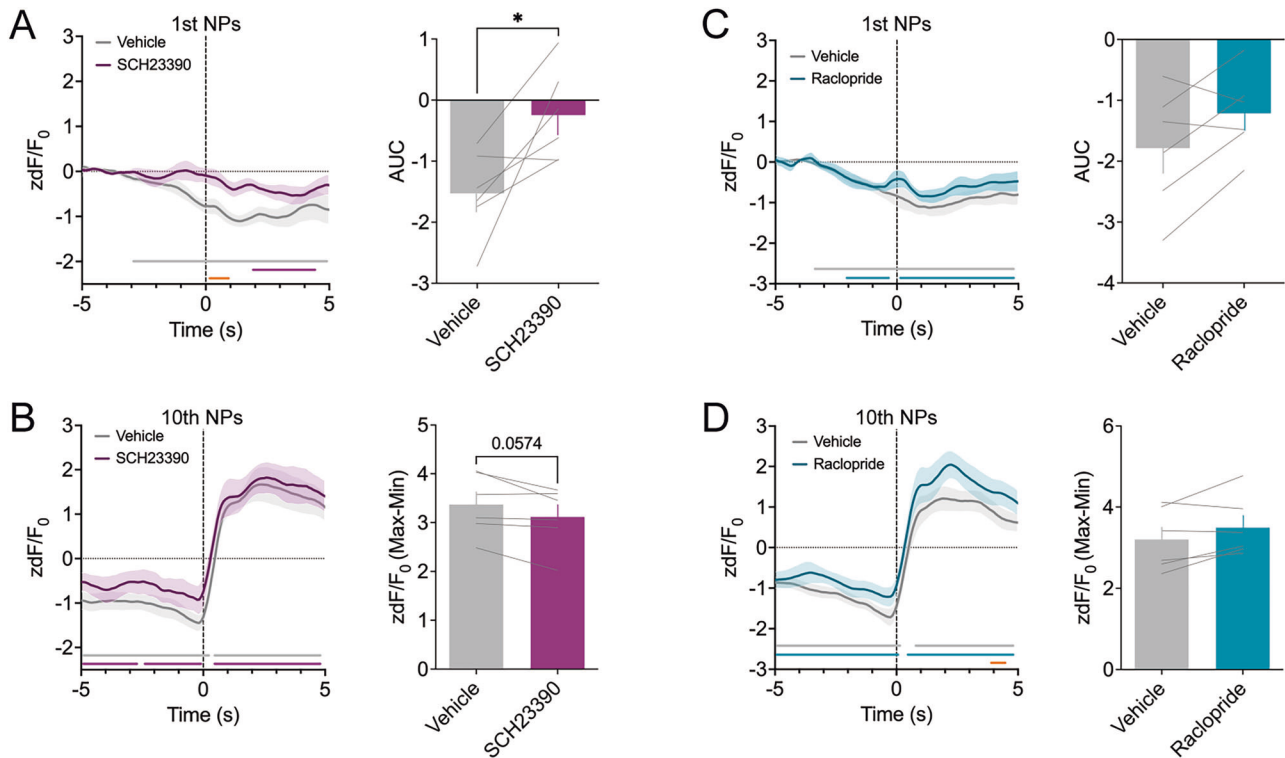 A
1st NPs
Vehicle
SCH23390
zdF/F0
3
2
1
0
-1
-2
-5
0
5
Time (s)
*
AUC
1
0
-1
-2
-3
Vehicle
SCH23390
C
1st NPs
Vehicle
Raclopride
zdF/F0
3
2
1
0
-1
-2
-3
-5
0
5
Time (s)
AUC
0
-1
-2
-3
-4
Vehicle
Raclopride
B
10th NPs
Vehicle
SCH23390
zdF/F0
3
2
1
0
-1
-2
-5
0
5
Time (s)
0.0574
zdF/F0 (Max-Min)
5
4
3
2
1
0
Vehicle
SCH23390
D
10th NPs
Vehicle
Raclopride
zdF/F0
3
2
1
0
-1
-2
-3
-5
0
5
Time (s)
zdF/F0 (Max-Min)
6
4
2
0
Vehicle
Raclopride